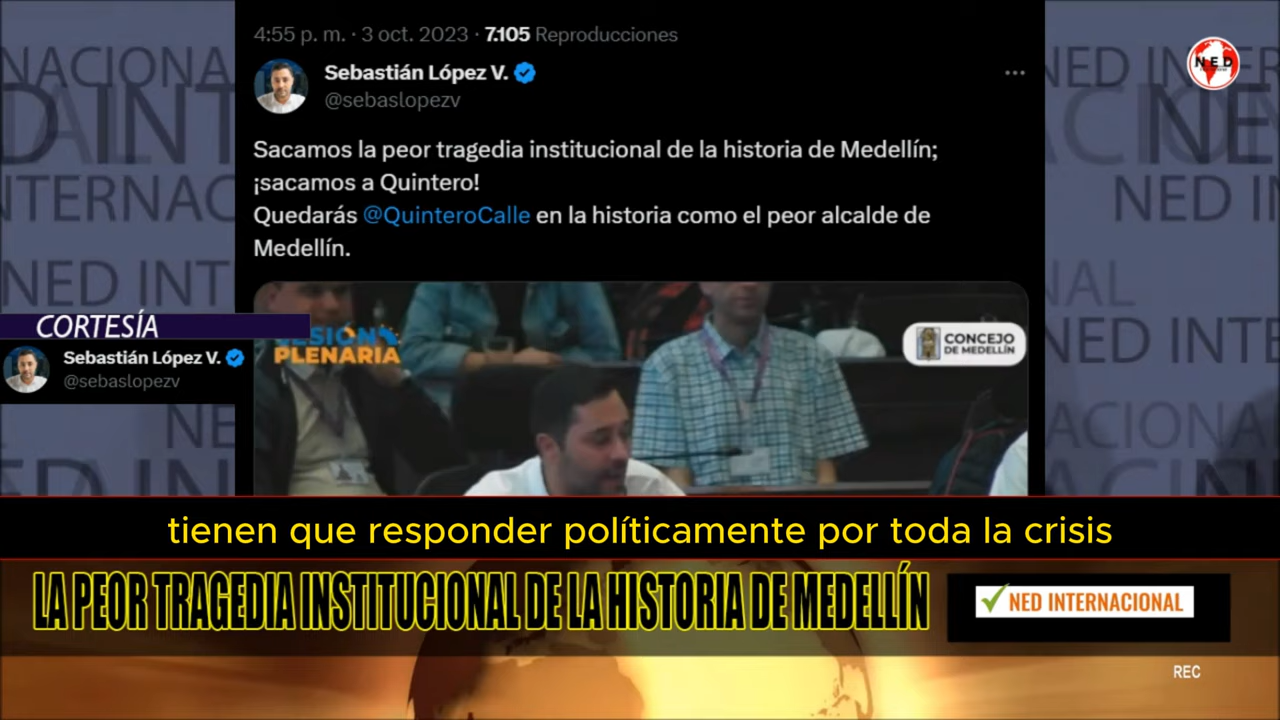 4:55 p. m. · 3 oct. 2023 · 7.105 Reproducciones
Sebastián López V.
@sebaslopezv
Sacamos la peor tragedia institucional de la historia de Medellín;
¡sacamos a Quintero!
Quedarás @QuinteroCalle en la historia como el peor alcalde de
Medellín.
NED
CORTESÍA
Sebastián López V.
@sebaslopezv
SESIÓN
PLENARIA
CONCEJO
DE MEDELLÍN
tienen que responder políticamente por toda la crisis
LA PEOR TRAGEDIA INSTITUCIONAL DE LA HISTORIA DE MEDELLÍN
NED INTERNACIONAL
REC